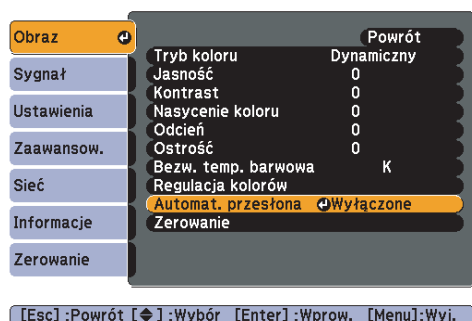 Obraz
Sygnał
Ustawienia
Zaawansow.
Sieć
Informacje
Zerowanie
Powrót
Tryb koloru Dynamiczny
Jasność 0
Kontrast 0
Nasycenie koloru 0
Odcień 0
Ostrość 0
Bezw. temp. barwowa K
Regulacja kolorów
Automat. przesłona Wyłączone
Zerowanie
[Esc] :Powrót [◆] :Wybór [Enter] :Wprow. [Menu]:Wyj.